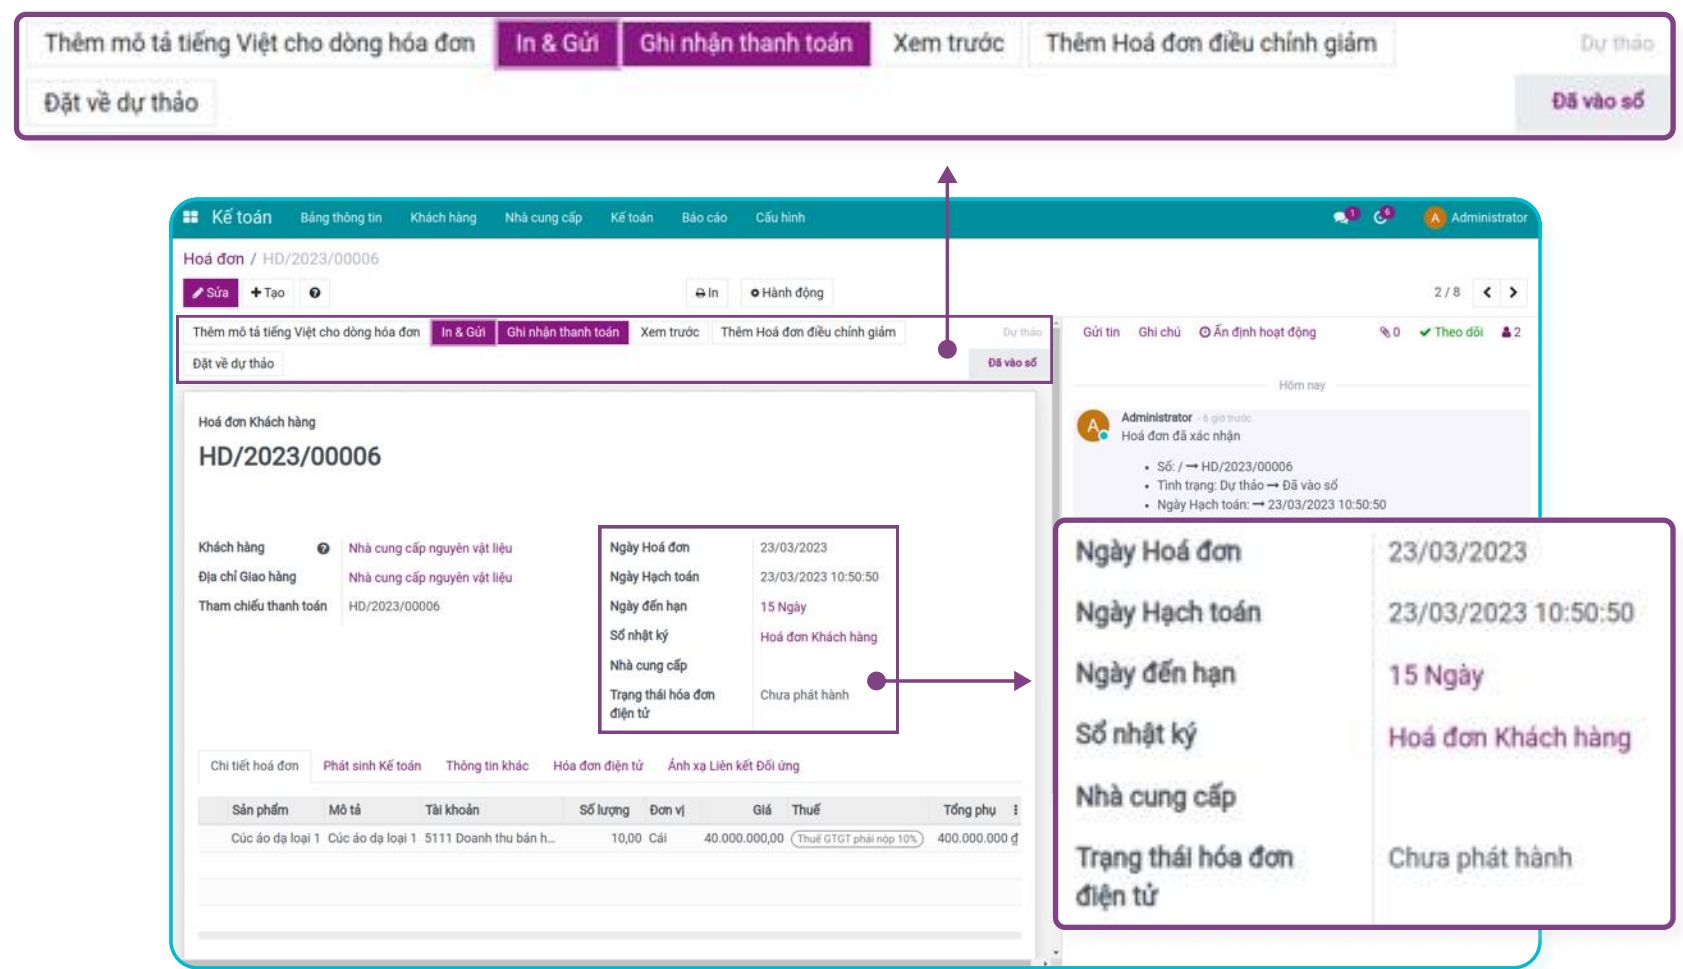 Thêm mô tả tiếng Việt cho dòng hóa đơn In & Gửi Ghi nhận thanh toán Xem trước Thêm Hoá đơn điều chỉnh giảm Dự thảo
Đặt về dự thảo Đã vào sổ
Kế toán Bảng thông tin Khách hàng Nhà cung cấp Kế toán Báo cáo Cấu hình 1 6 A Administrator
Hoá đơn / HD/2023/00006
Sửa Tạo In Hành động 2 / 8
Thêm mô tả tiếng Việt cho dòng hóa đơn In & Gửi Ghi nhận thanh toán Xem trước Thêm Hoá đơn điều chỉnh giảm Dự thảo
Đặt về dự thảo Đã vào sổ
Gửi tin Ghi chú Ấn định hoạt động 0 Theo dõi 2
Hôm nay
A Administrator - 6 giờ trước
Hoá đơn đã xác nhận
• Số: / → HD/2023/00006
• Tình trạng: Dự thảo → Đã vào sổ
• Ngày Hạch toán: → 23/03/2023 10:50:50
Hoá đơn Khách hàng
HD/2023/00006
Khách hàng Nhà cung cấp nguyên vật liệu
Địa chỉ Giao hàng Nhà cung cấp nguyên vật liệu
Tham chiếu thanh toán HD/2023/00006
Ngày Hoá đơn 23/03/2023
Ngày Hạch toán 23/03/2023 10:50:50
Ngày đến hạn 15 Ngày
Sổ nhật ký Hoá đơn Khách hàng
Nhà cung cấp
Trạng thái hóa đơn Chưa phát hành
điện tử
Ngày Hoá đơn 23/03/2023
Ngày Hạch toán 23/03/2023 10:50:50
Ngày đến hạn 15 Ngày
Sổ nhật ký Hoá đơn Khách hàng
Nhà cung cấp
Trạng thái hóa đơn Chưa phát hành
điện tử
Chi tiết hoá đơn Phát sinh Kế toán Thông tin khác Hóa đơn điện tử Ánh xạ Liên kết Đối ứng
Sản phẩm Mô tả Tài khoản Số lượng Đơn vị Giá Thuế Tổng phụ
Cúc áo dạ loại 1 Cúc áo dạ loại 1 5111 Doanh thu bán h... 10,00 Cái 40.000.000,00 Thuế GTGT phải nộp 10% 400.000.000 ₫